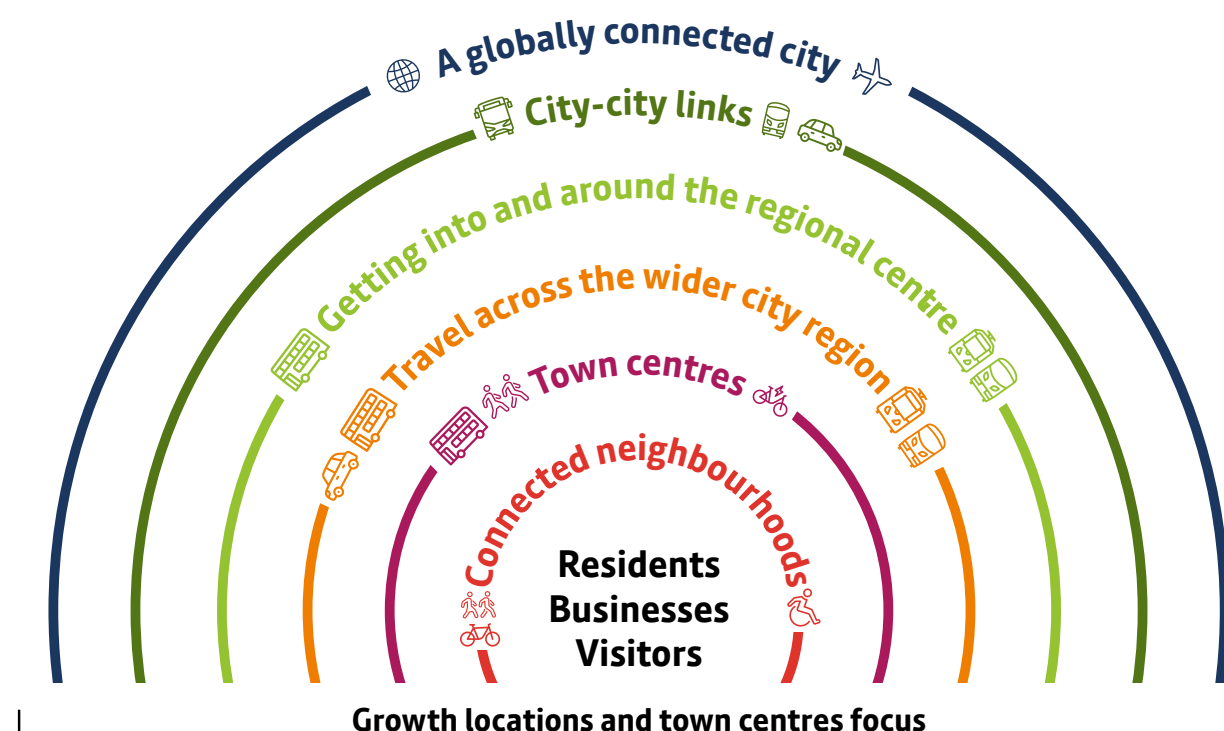 A globally connected city
City-city links
Getting into and around the regional centre
Travel across the wider city region
Town centres
Connected neighbourhoods
Residents
Businesses
Visitors
Growth locations and town centres focus